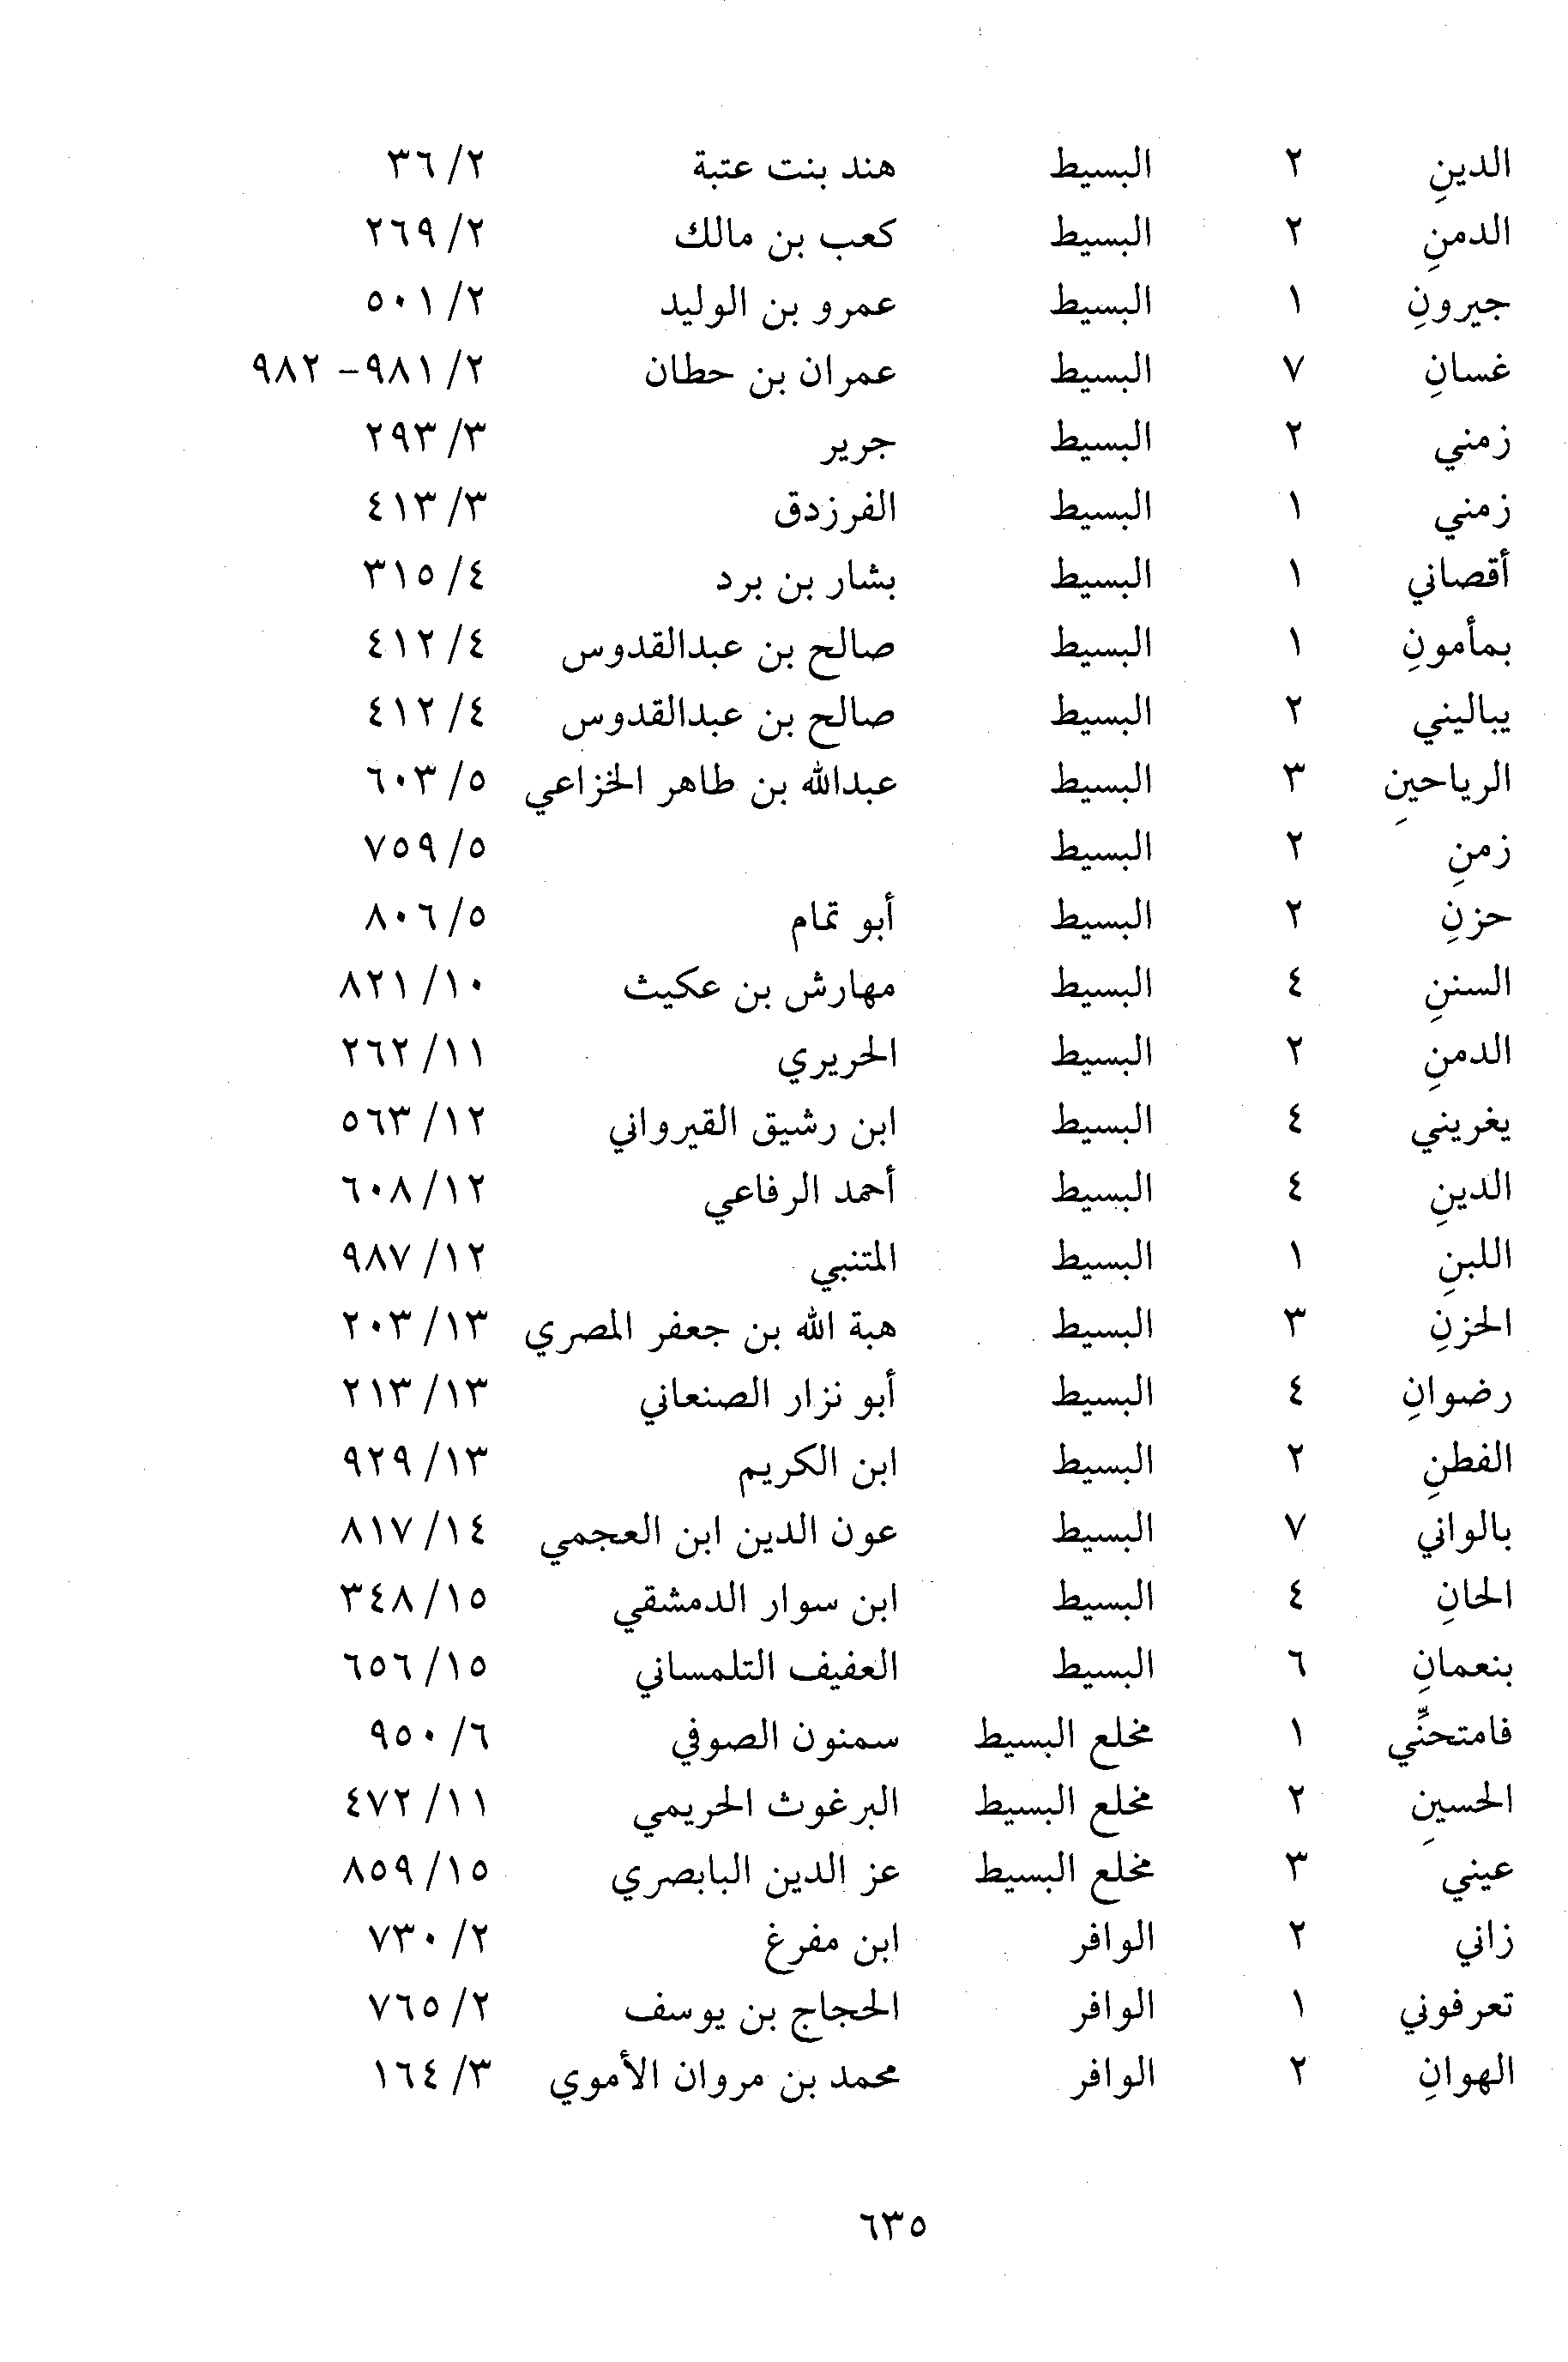 الدينِ ٢ البسيط هند بنت عتبة ٢/ ٣٦
الدمنِ ٢ البسيط كعب بن مالك ٢/ ٢٦٩
جيرونِ ١ البسيط عمرو بن الوليد ٢/ ٥٠١
غسانِ ٧ البسيط عمران بن حطان ٢/ ٩٨١- ٩٨٢
زمني ٢ البسيط جرير ٣/ ٢٩٣
زمني ١ البسيط الفرزدق ٣/ ٤١٣
أقصاني ١ البسيط بشار بن برد ٤/ ٣١٥
بمأمونِ ١ البسيط صالح بن عبدالقدوس ٤/ ٤١٢
يباليني ٢ البسيط صالح بن عبدالقدوس ٤/ ٤١٢
الرياحينِ ٣ البسيط عبدالله بن طاهر الخزاعي ٥/ ٦٠٣
زمنِ ٢ البسيط ٥/ ٧٥٩
حزنِ ٢ البسيط أبو تمام ٥/ ٨٠٦
السننِ ٤ البسيط مهارش بن عكيث ١٠/ ٨٢١
الدمنِ ٢ البسيط الحريري ١١/ ٢٦٢
يغريني ٤ البسيط ابن رشيق القيرواني ١٢/ ٥٦٣
الدينِ ٤ البسيط أحمد الرفاعي ١٢/ ٦٠٨
اللبنِ ١ البسيط المتنبي ١٢/ ٩٨٧
الحزنِ ٣ البسيط هبة الله بن جعفر المصري ١٣/ ٢٠٣
رضوانِ ٤ البسيط أبو نزار الصنعاني ١٣/ ٢١٣
الفطنِ ٢ البسيط ابن الكريم ١٣/ ٩٢٩
بالواني ٧ البسيط عون الدين ابن العجمي ١٤/ ٨١٧
الحانِ ٤ البسيط ابن سوار الدمشقي ١٥/ ٣٤٨
بنعمانِ ٦ البسيط العفيف التلمساني ١٥/ ٦٥٦
فامتحنِّي ١ مخلع البسيط سمنون الصوفي ٦/ ٩٥٠
الحسينِ ٢ مخلع البسيط البرغوث الحريمي ١١/ ٤٧٢
عيني ٣ مخلع البسيط عز الدين البابصري ١٥/ ٨٥٩
زاني ٢ الوافر ابن مفرغ ٢/ ٧٣٠
تعرفوني ١ الوافر الحجاج بن يوسف ٢/ ٧٦٥
الهوانِ ٢ الوافر محمد بن مروان الأموي ٣/ ١٦٤
٦٣٥